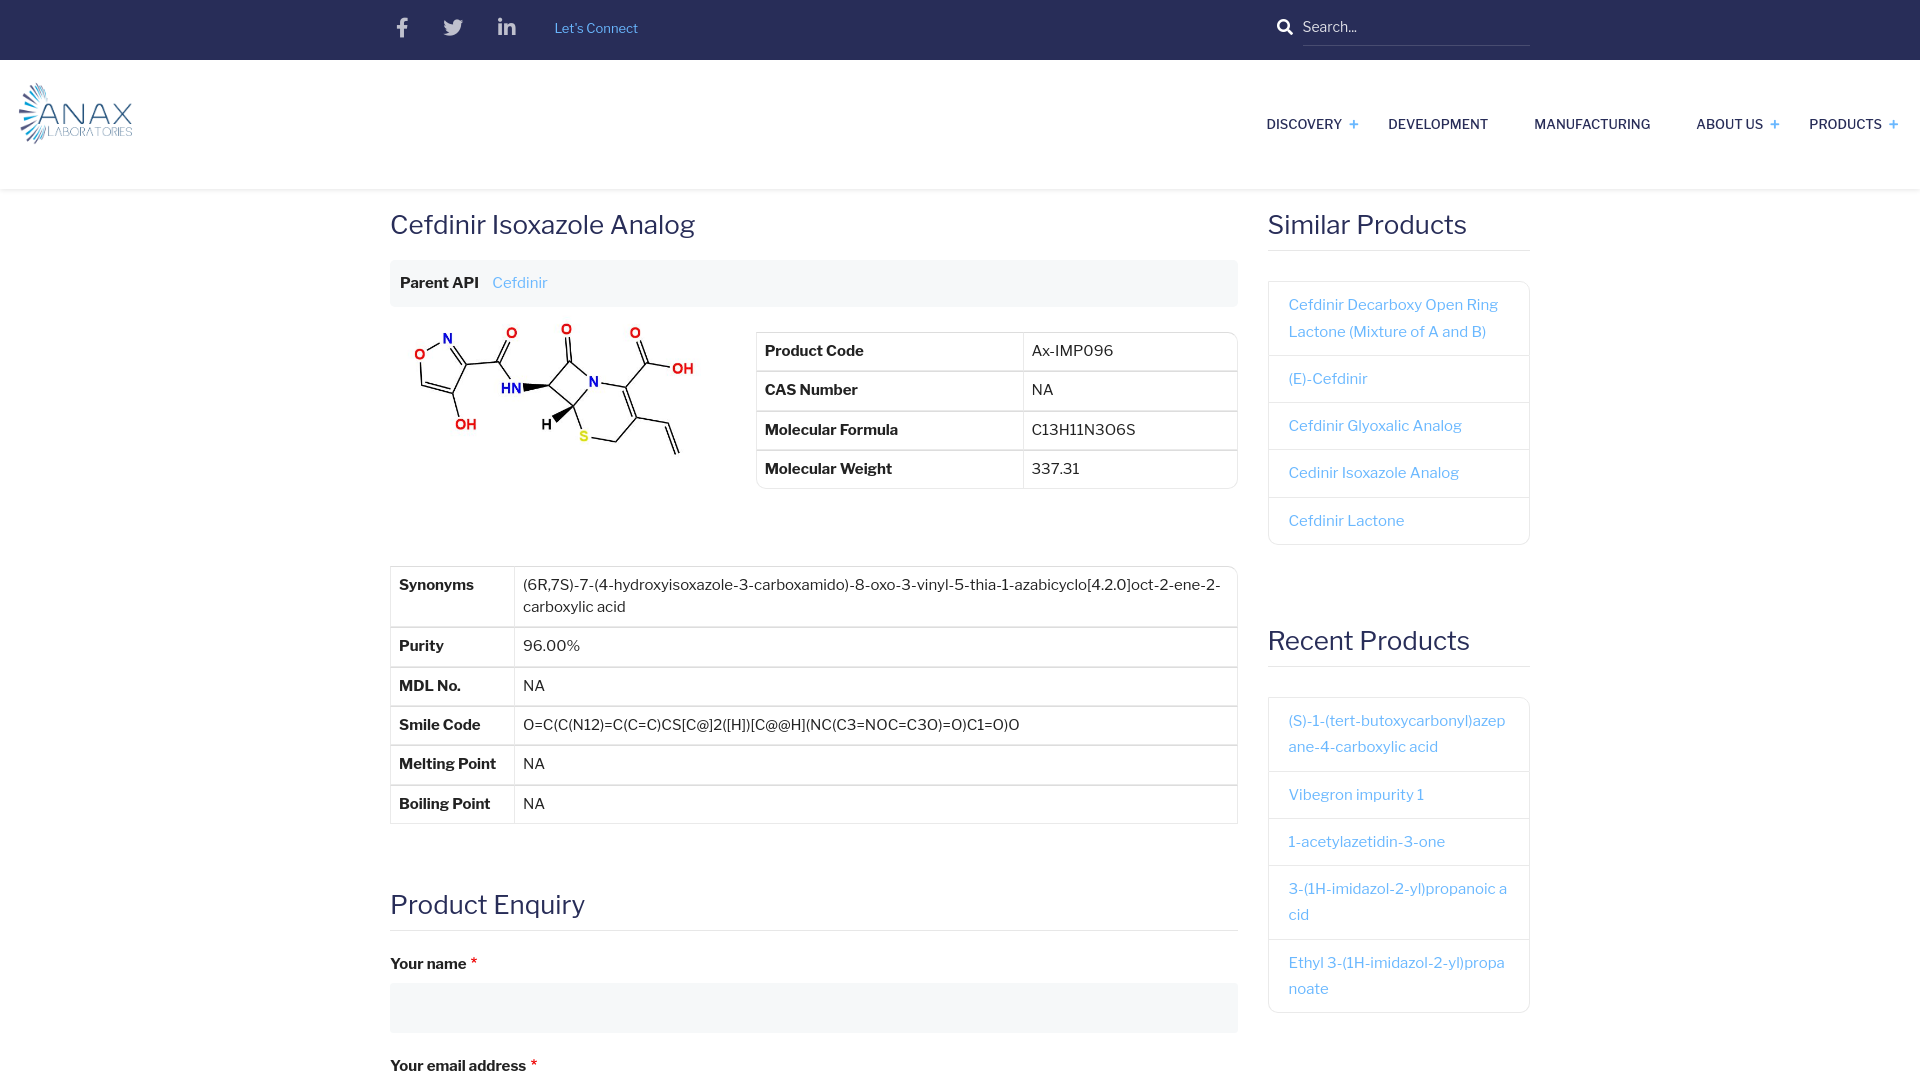 Let's Connect
Search...
ANAX
LABORATORIES
DISCOVERY +
DEVELOPMENT
MANUFACTURING
ABOUT US +
PRODUCTS +
Cefdinir Isoxazole Analog
Parent API Cefdinir
O
N
O
HN
OH
O
N
H
S
O
OH
Product Code Ax-IMP096
CAS Number NA
Molecular Formula C13H11N3O6S
Molecular Weight 337.31
Synonyms (6R,7S)-7-(4-hydroxyisoxazole-3-carboxamido)-8-oxo-3-vinyl-5-thia-1-azabicyclo[4.2.0]oct-2-ene-2-
carboxylic acid
Purity 96.00%
MDL No. NA
Smile Code O=C(C(N12)=C(C=C)CS[C@]2([H])[C@@H](NC(C3=NOC=C3O)=O)C1=O)O
Melting Point NA
Boiling Point NA
Product Enquiry
Your name *
Your email address *
Similar Products
Cefdinir Decarboxy Open Ring
Lactone (Mixture of A and B)
(E)-Cefdinir
Cefdinir Glyoxalic Analog
Cedinir Isoxazole Analog
Cefdinir Lactone
Recent Products
(S)-1-(tert-butoxycarbonyl)azep
ane-4-carboxylic acid
Vibegron impurity 1
1-acetylazetidin-3-one
3-(1H-imidazol-2-yl)propanoic a
cid
Ethyl 3-(1H-imidazol-2-yl)propa
noate